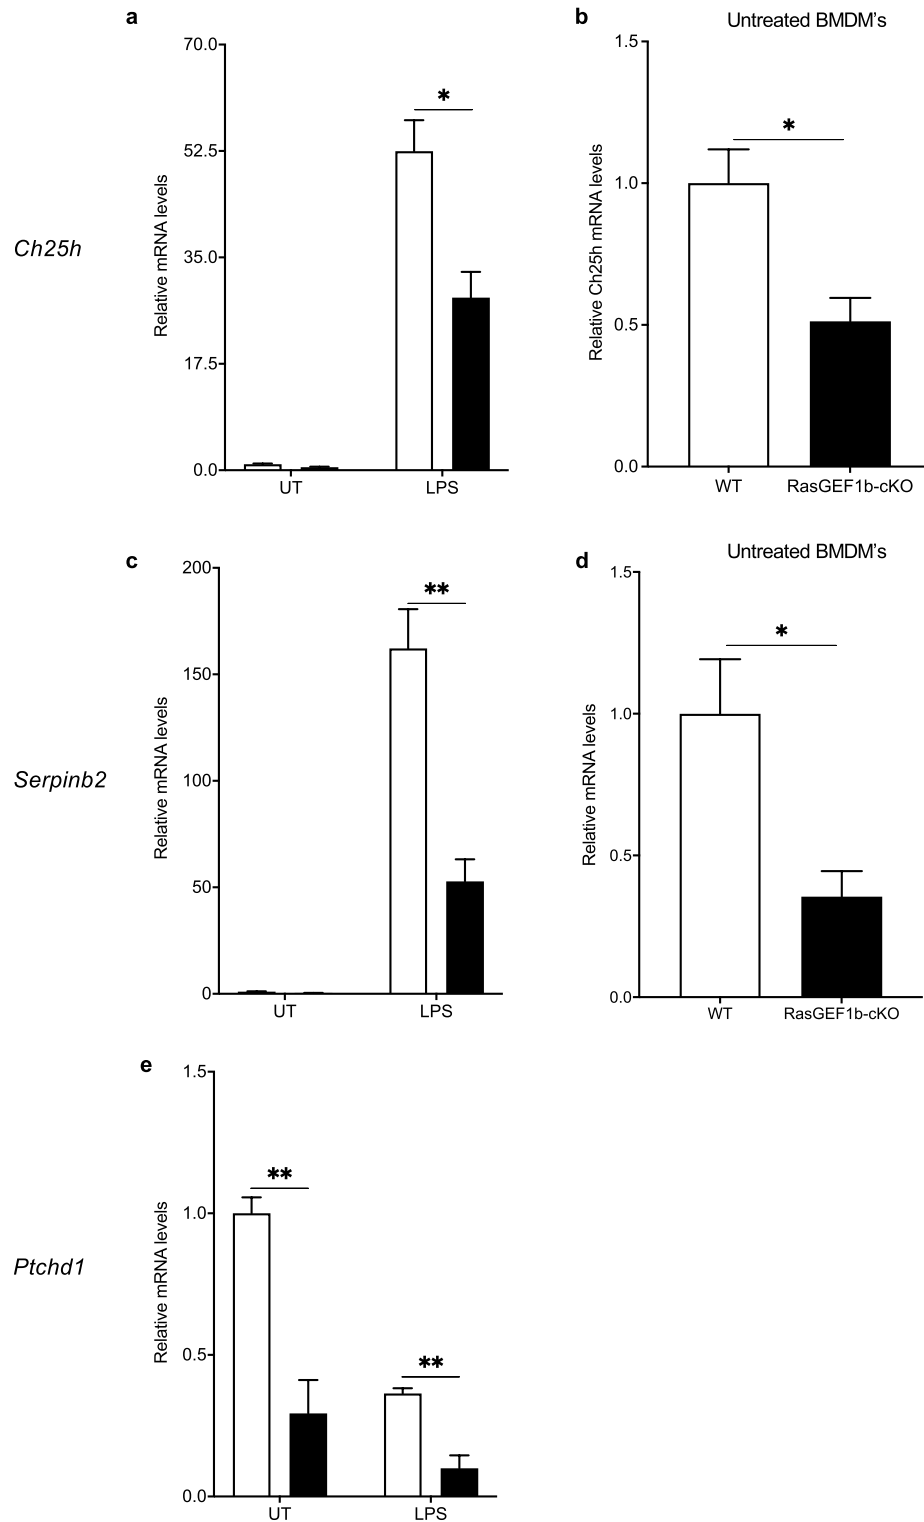 a
70.0
*
52.5
35.0
17.5
0.0
Relative mRNA levels
UT
LPS
Ch25h
b
Untreated BMDM's
1.5
*
1.0
0.5
0.0
Relative Ch25h mRNA levels
WT
RasGEF1b-cKO
c
200
**
150
100
50
0
Relative mRNA levels
UT
LPS
Serpinb2
d
Untreated BMDM's
1.5
*
1.0
0.5
0.0
Relative mRNA levels
WT
RasGEF1b-cKO
e
1.5
**
1.0
0.5
**
0.0
Relative mRNA levels
UT
LPS
Ptchd1